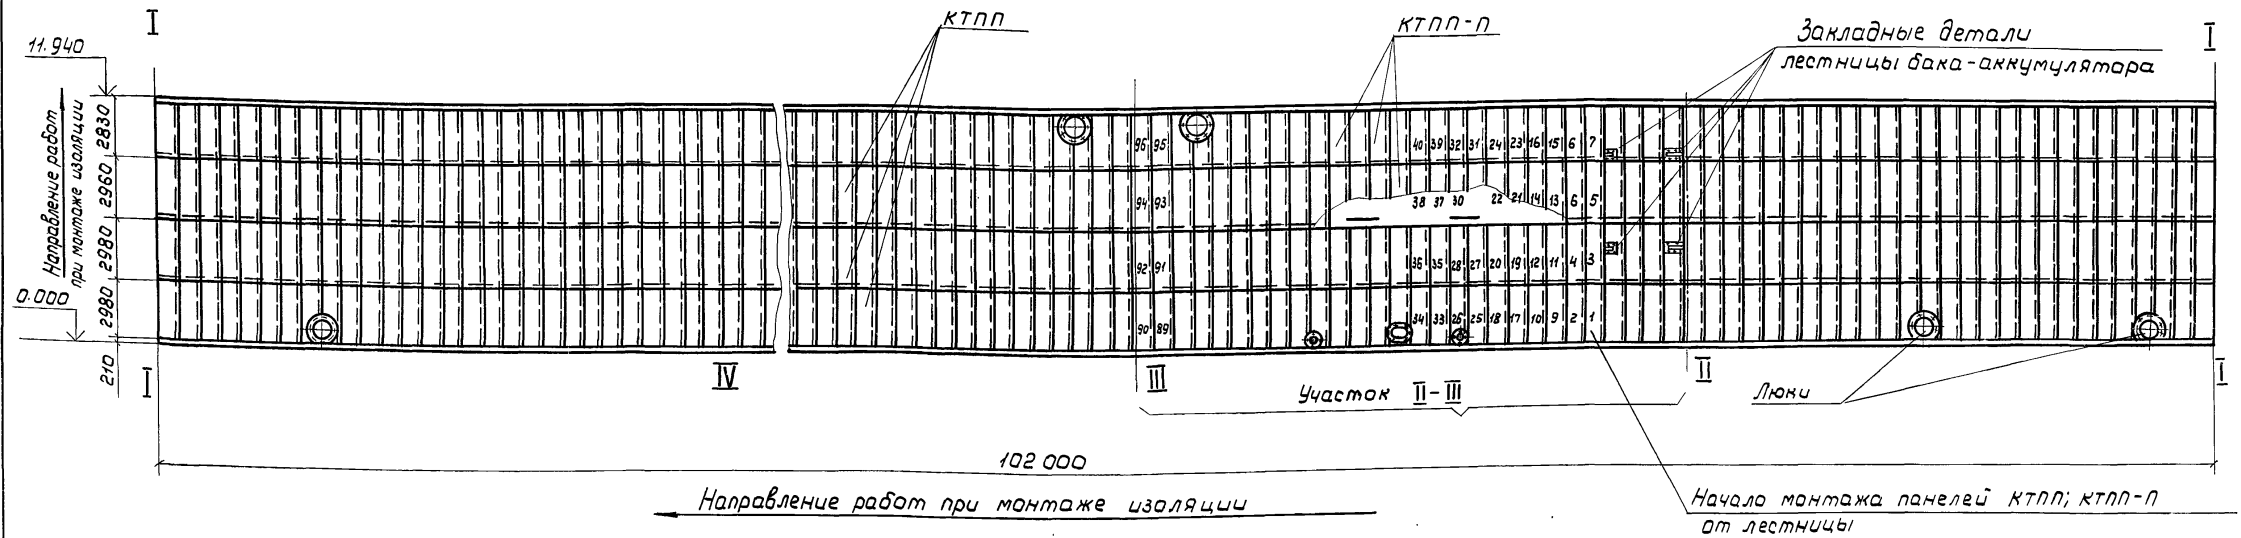 I
КТПП
КТПП-П
Закладные детали
лестницы бака-аккумулятора
I
11.940
Направление работ
при монтаже изоляции
2830
2960
2980
2980
210
0.000
96 95 40 39 32 31 24 23 16 15 6 7
94 93 38 37 30 22 21 14 13 6 5
92 91 36 35 28 27 20 19 12 11 4 3
90 89 34 33 26 25 18 17 10 9 2 1
I
IV
III
II
I
Участок II-III
Люки
102 000
Направление работ при монтаже изоляции
Начало монтажа панелей КТПП; КТПП-П
от лестницы